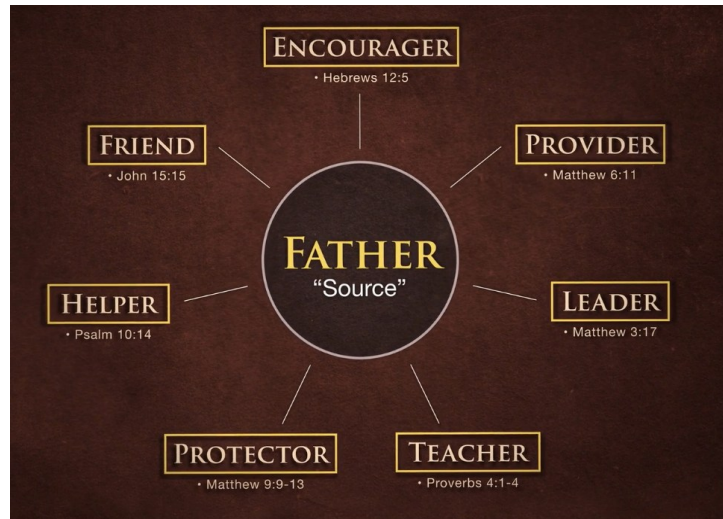 ENCOURAGER
• Hebrews 12:5
FRIEND
• John 15:15
PROVIDER
• Matthew 6:11
FATHER
“Source”
HELPER
• Psalm 10:14
LEADER
• Matthew 3:17
PROTECTOR
• Matthew 9:9-13
TEACHER
• Proverbs 4:1-4